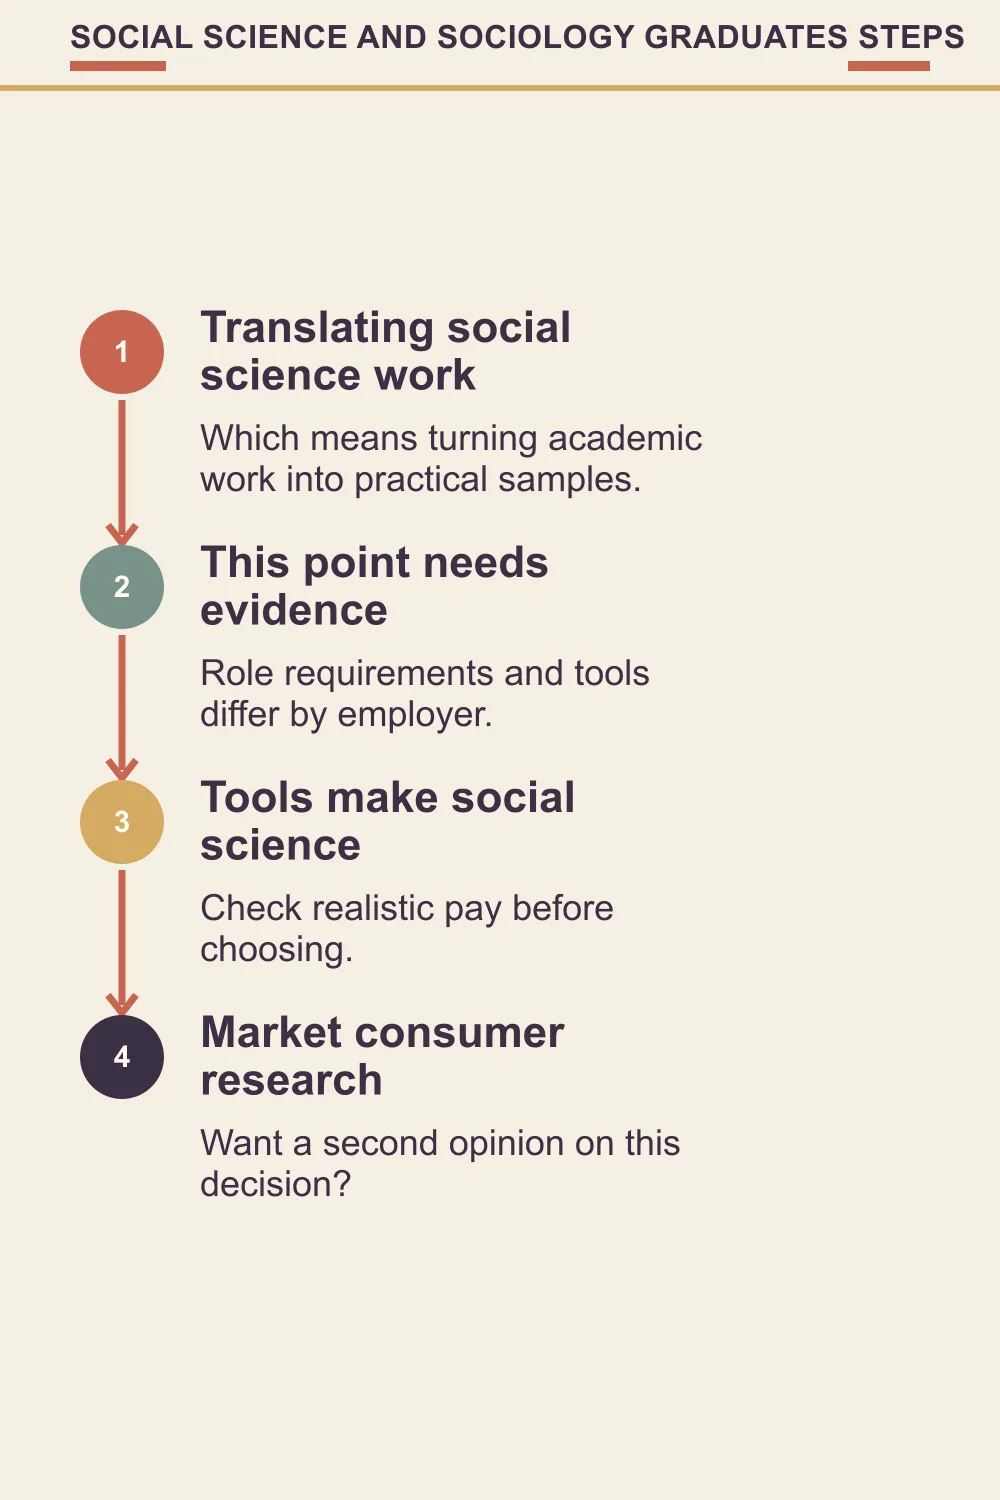 SOCIAL SCIENCE AND SOCIOLOGY GRADUATES STEPS
1
Translating social
science work
Which means turning academic
work into practical samples.
2
This point needs
evidence
Role requirements and tools
differ by employer.
3
Tools make social
science
Check realistic pay before
choosing.
4
Market consumer
research
Want a second opinion on this
decision?